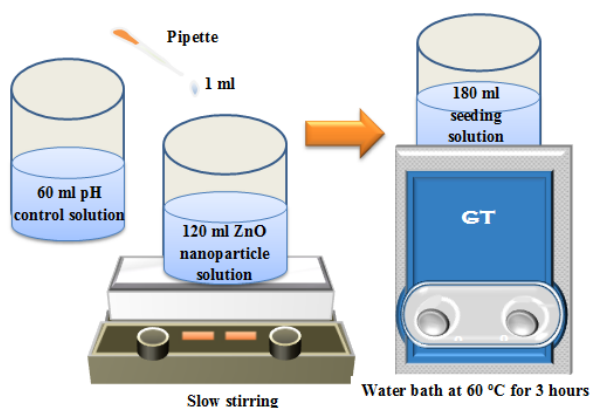 Pipette
1 ml
60 ml pH
control solution
120 ml ZnO
nanoparticle
solution
Slow stirring
180 ml
seeding
solution
GT
Water bath at 60 °C for 3 hours